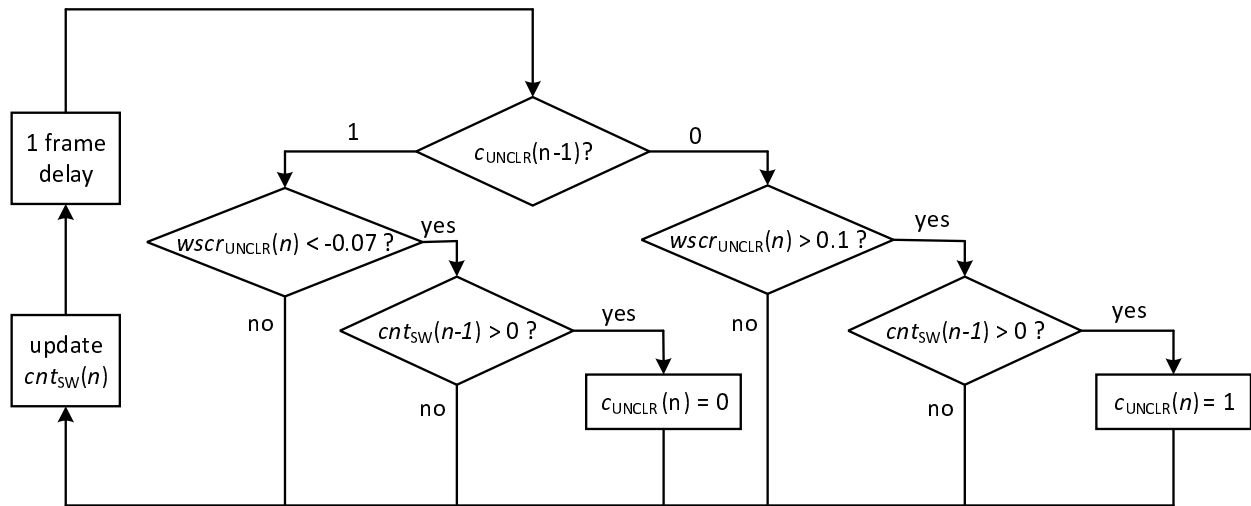 1 frame
delay
update
cntSW(n)
cUNCLR(n-1)?
1
0
wscrUNCLR(n) < -0.07 ?
yes
no
cntSW(n-1) > 0 ?
yes
no
cUNCLR(n) = 0
wscrUNCLR(n) > 0.1 ?
yes
no
cntSW(n-1) > 0 ?
yes
no
cUNCLR(n) = 1